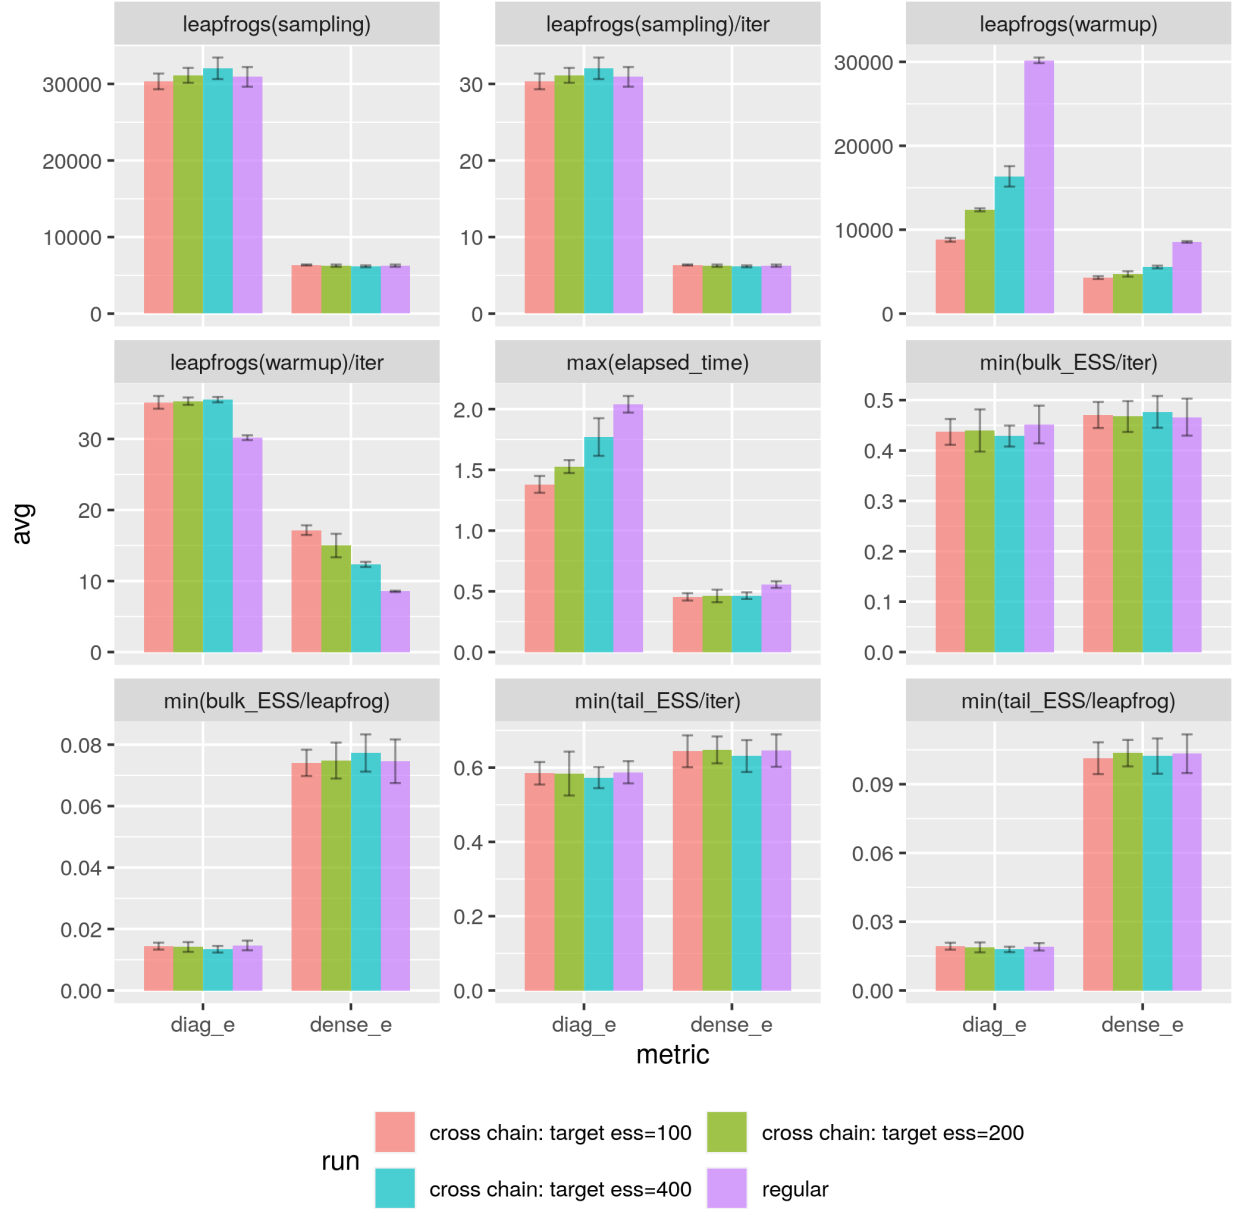 leapfrogs(sampling)
leapfrogs(sampling)/iter
leapfrogs(warmup)
30000
20000
10000
0
30
20
10
0
30000
20000
10000
0
leapfrogs(warmup)/iter
max(elapsed_time)
min(bulk_ESS/iter)
30
20
10
0
2.0
1.5
1.0
0.5
0.0
0.5
0.4
0.3
0.2
0.1
0.0
avg
min(bulk_ESS/leapfrog)
min(tail_ESS/iter)
min(tail_ESS/leapfrog)
0.08
0.06
0.04
0.02
0.00
0.6
0.4
0.2
0.0
0.09
0.06
0.03
0.00
diag_e
dense_e
diag_e
dense_e
diag_e
dense_e
metric
run
cross chain: target ess=100
cross chain: target ess=200
cross chain: target ess=400
regular